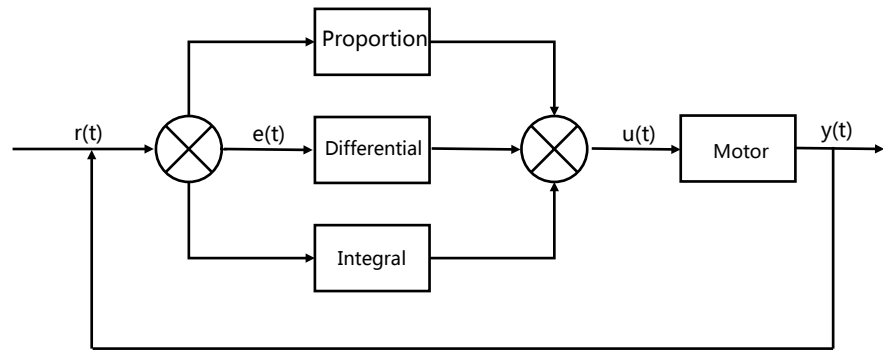 Proportion
r(t)
e(t)
Differential
u(t)
Motor
y(t)
Integral